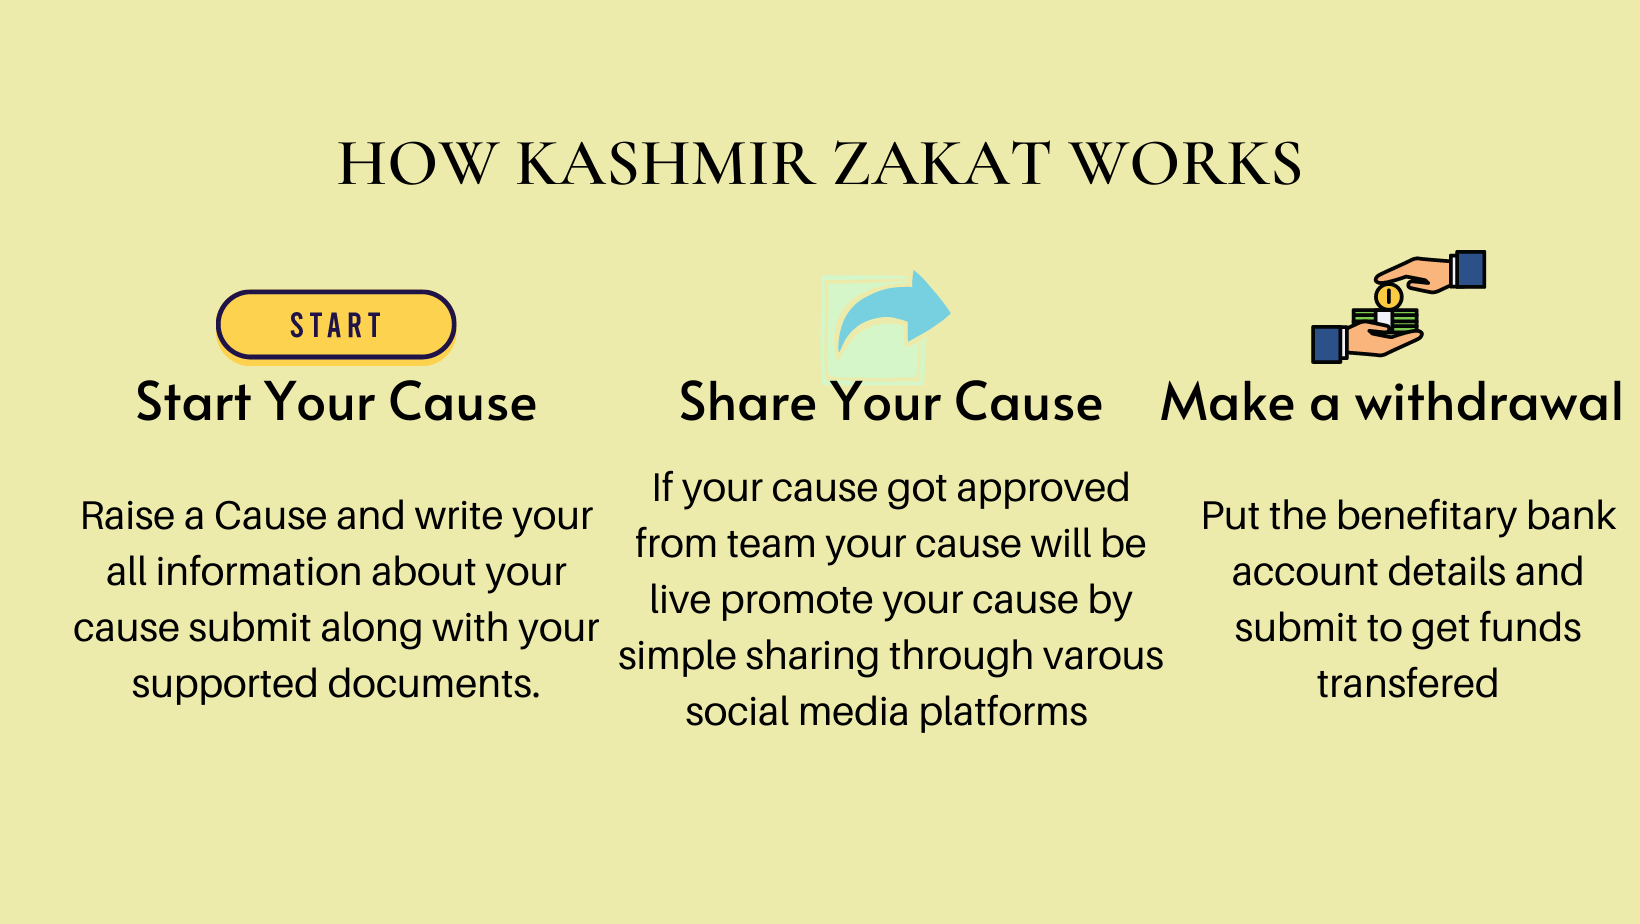 HOW KASHMIR ZAKAT WORKS
START
Start Your Cause
Raise a Cause and write your
all information about your
cause submit along with your
supported documents.
Share Your Cause
If your cause got approved
from team your cause will be
live promote your cause by
simple sharing through varous
social media platforms
Make a withdrawal
Put the benefitary bank
account details and
submit to get funds
transfered